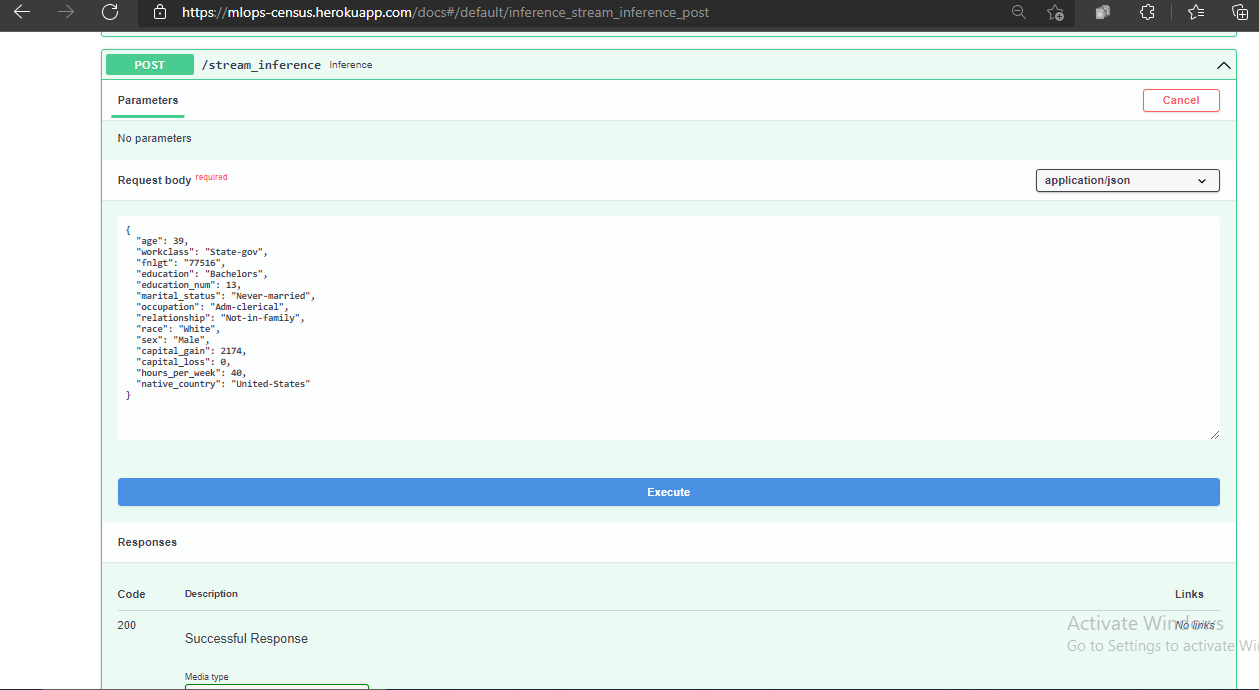 https://mlops-census.herokuapp.com/docs#/default/inference_stream_inference_post
POST /stream_inference Inference
Parameters
Cancel
No parameters
Request body required
application/json
{
"age": 39,
"workclass": "State-gov",
"fnlgt": "77516",
"education": "Bachelors",
"education_num": 13,
"marital_status": "Never-married",
"occupation": "Adm-clerical",
"relationship": "Not-in-family",
"race": "White",
"sex": "Male",
"capital_gain": 2174,
"capital_loss": 0,
"hours_per_week": 40,
"native_country": "United-States"
}
Execute
Responses
Code Description Links
200 Successful Response No links
Media type
Activate Windows
Go to Settings to activate Wi